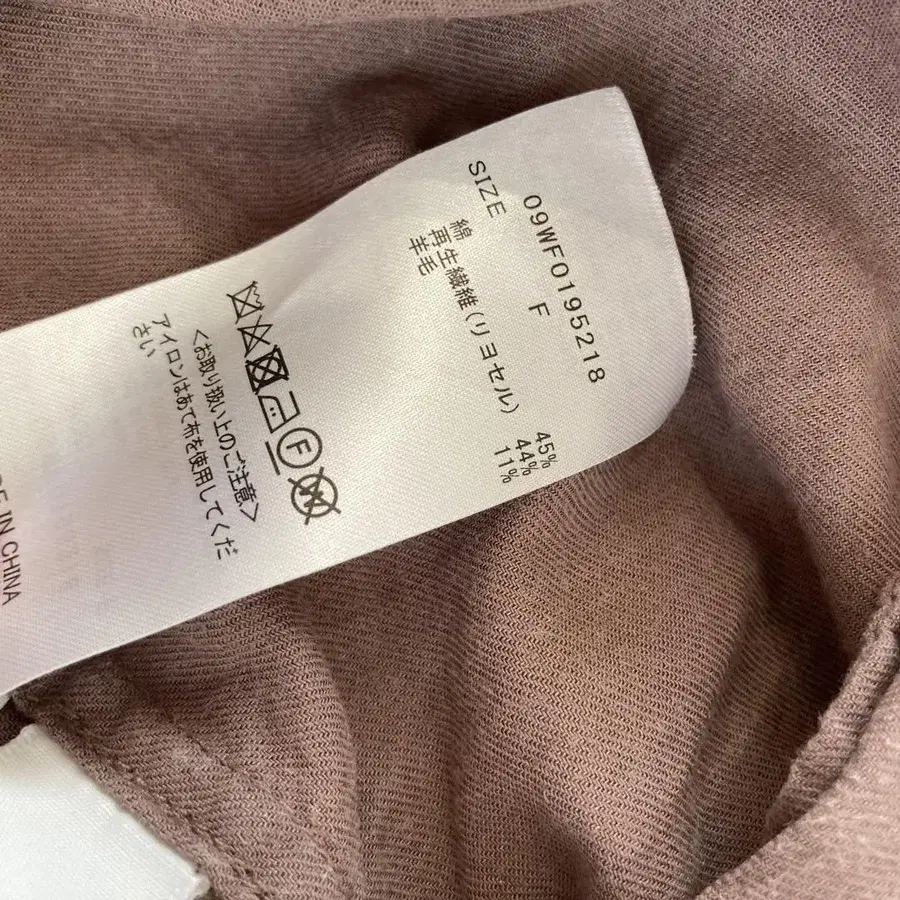 09WF0195218
SIZE F
綿 45%
再生繊維(リヨセル) 44%
羊毛 11%
F
W
<お取り扱い上のご注意>
アイロンはあて布を使用してくだ
さい
IN CHINA